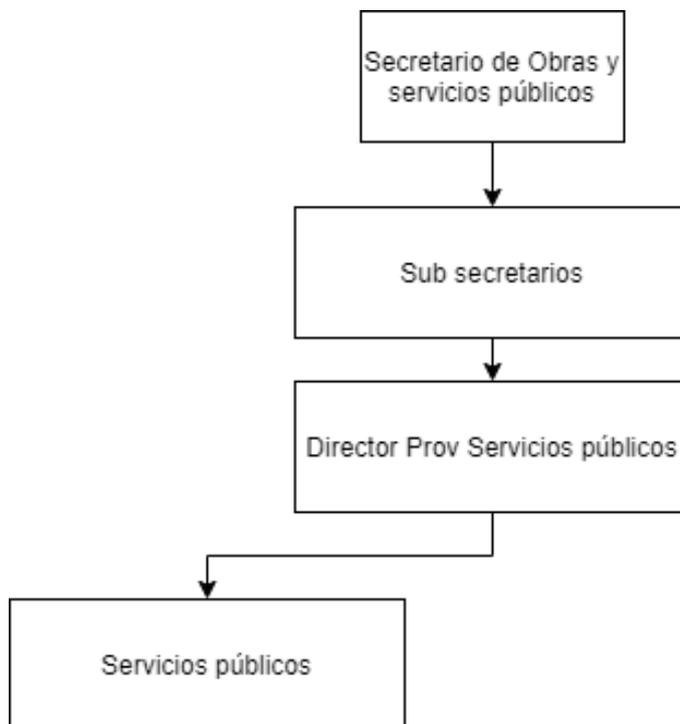 Secretario de Obras y
servicios públicos
Sub secretarios
Director Prov Servicios públicos
Servicios públicos